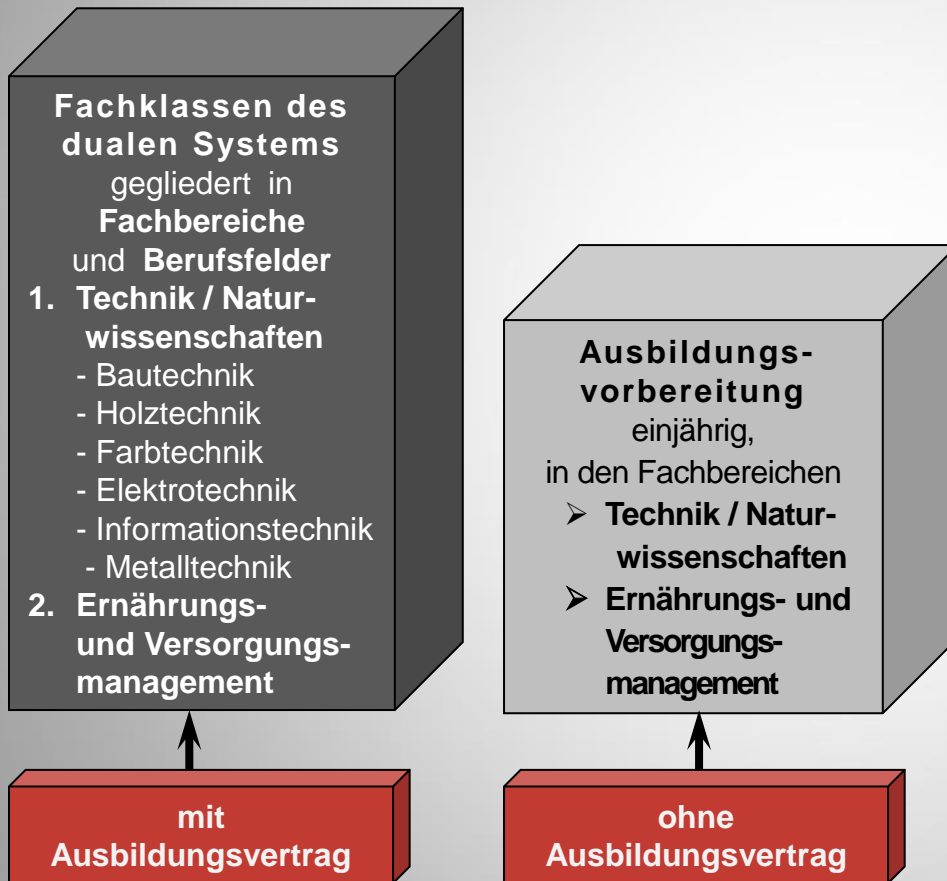 Fachklassen des
dualen Systems
gegliedert in
Fachbereiche
und Berufsfelder
1. Technik / Natur-
wissenschaften
- Bautechnik
- Holztechnik
- Farbtechnik
- Elektrotechnik
- Informationstechnik
- Metalltechnik
2. Ernährungs-
und Versorgungs-
management
mit
Ausbildungsvertrag
Ausbildungs-
vorbereitung
einjährig,
in den Fachbereichen
➢ Technik / Natur-
wissenschaften
➢ Ernährungs- und
Versorgungs-
management
ohne
Ausbildungsvertrag